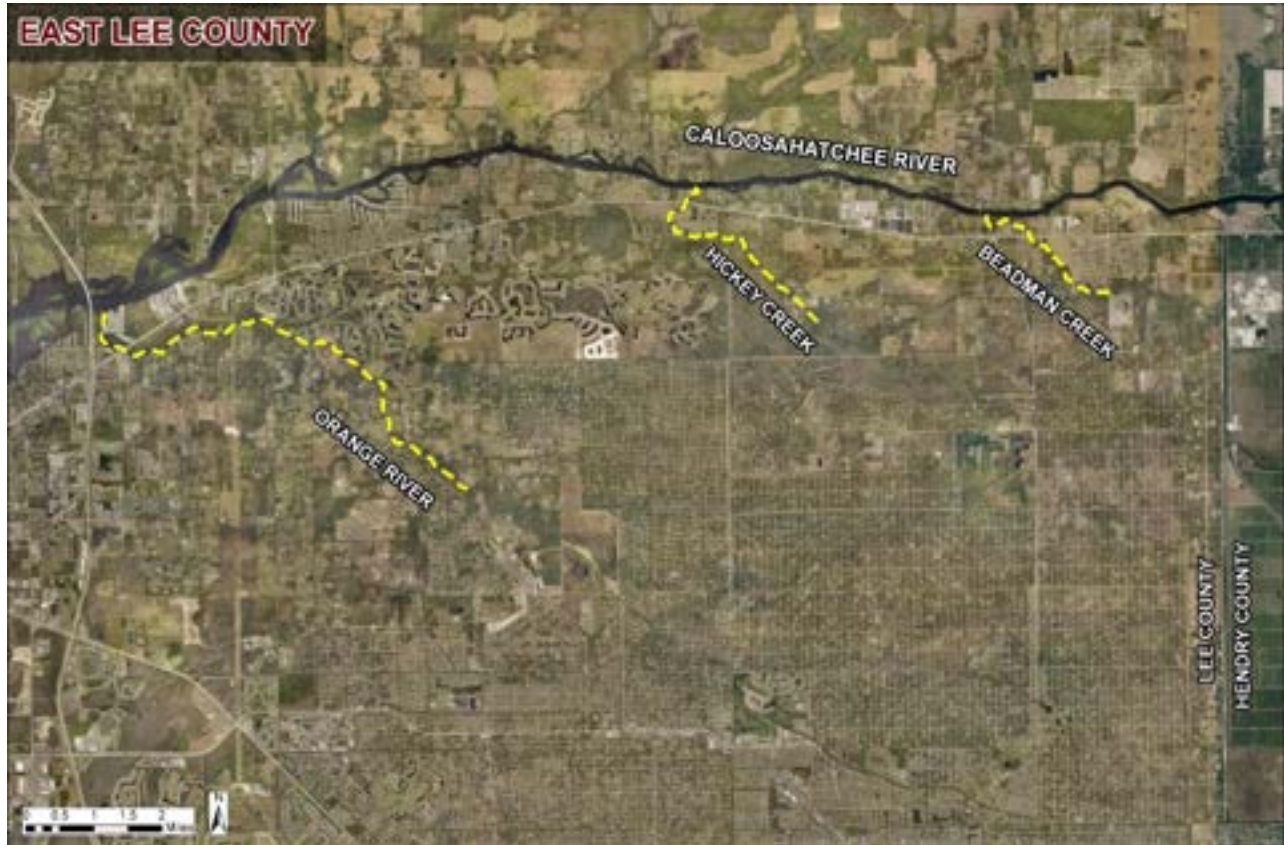 EAST LEE COUNTY
CALOOSAHATCHEE RIVER
HICKEY CREEK
BEADMAN CREEK
ORANGE RIVER
LEE COUNTY
HENDRY COUNTY
N
0 0.5 1 1.5 2
Miles